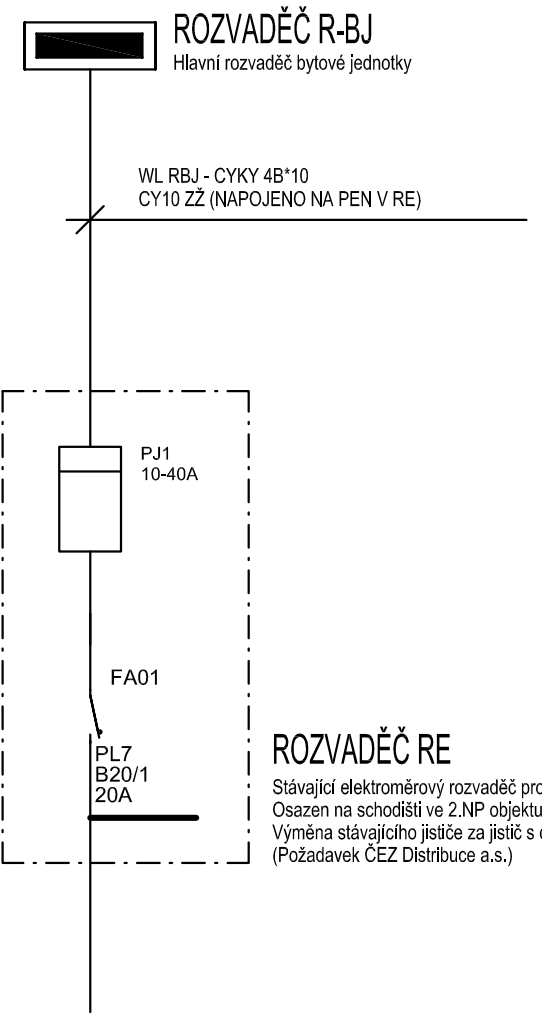 ROZVADĚČ R-BJ
Hlavní rozvaděč bytové jednotky
WL RBJ - CYKY 4B*10
CY10 ZŽ (NAPOJENO NA PEN V RE)
PJ1
10-40A
FA01
PL7
B20/1
20A
ROZVADĚČ RE
Stávající elektroměrový rozvaděč pro
Osazen na schodišti ve 2.NP objektu
Výměna stávajícího jističe za jistič s
(Požadavek ČEZ Distribuce a.s.)